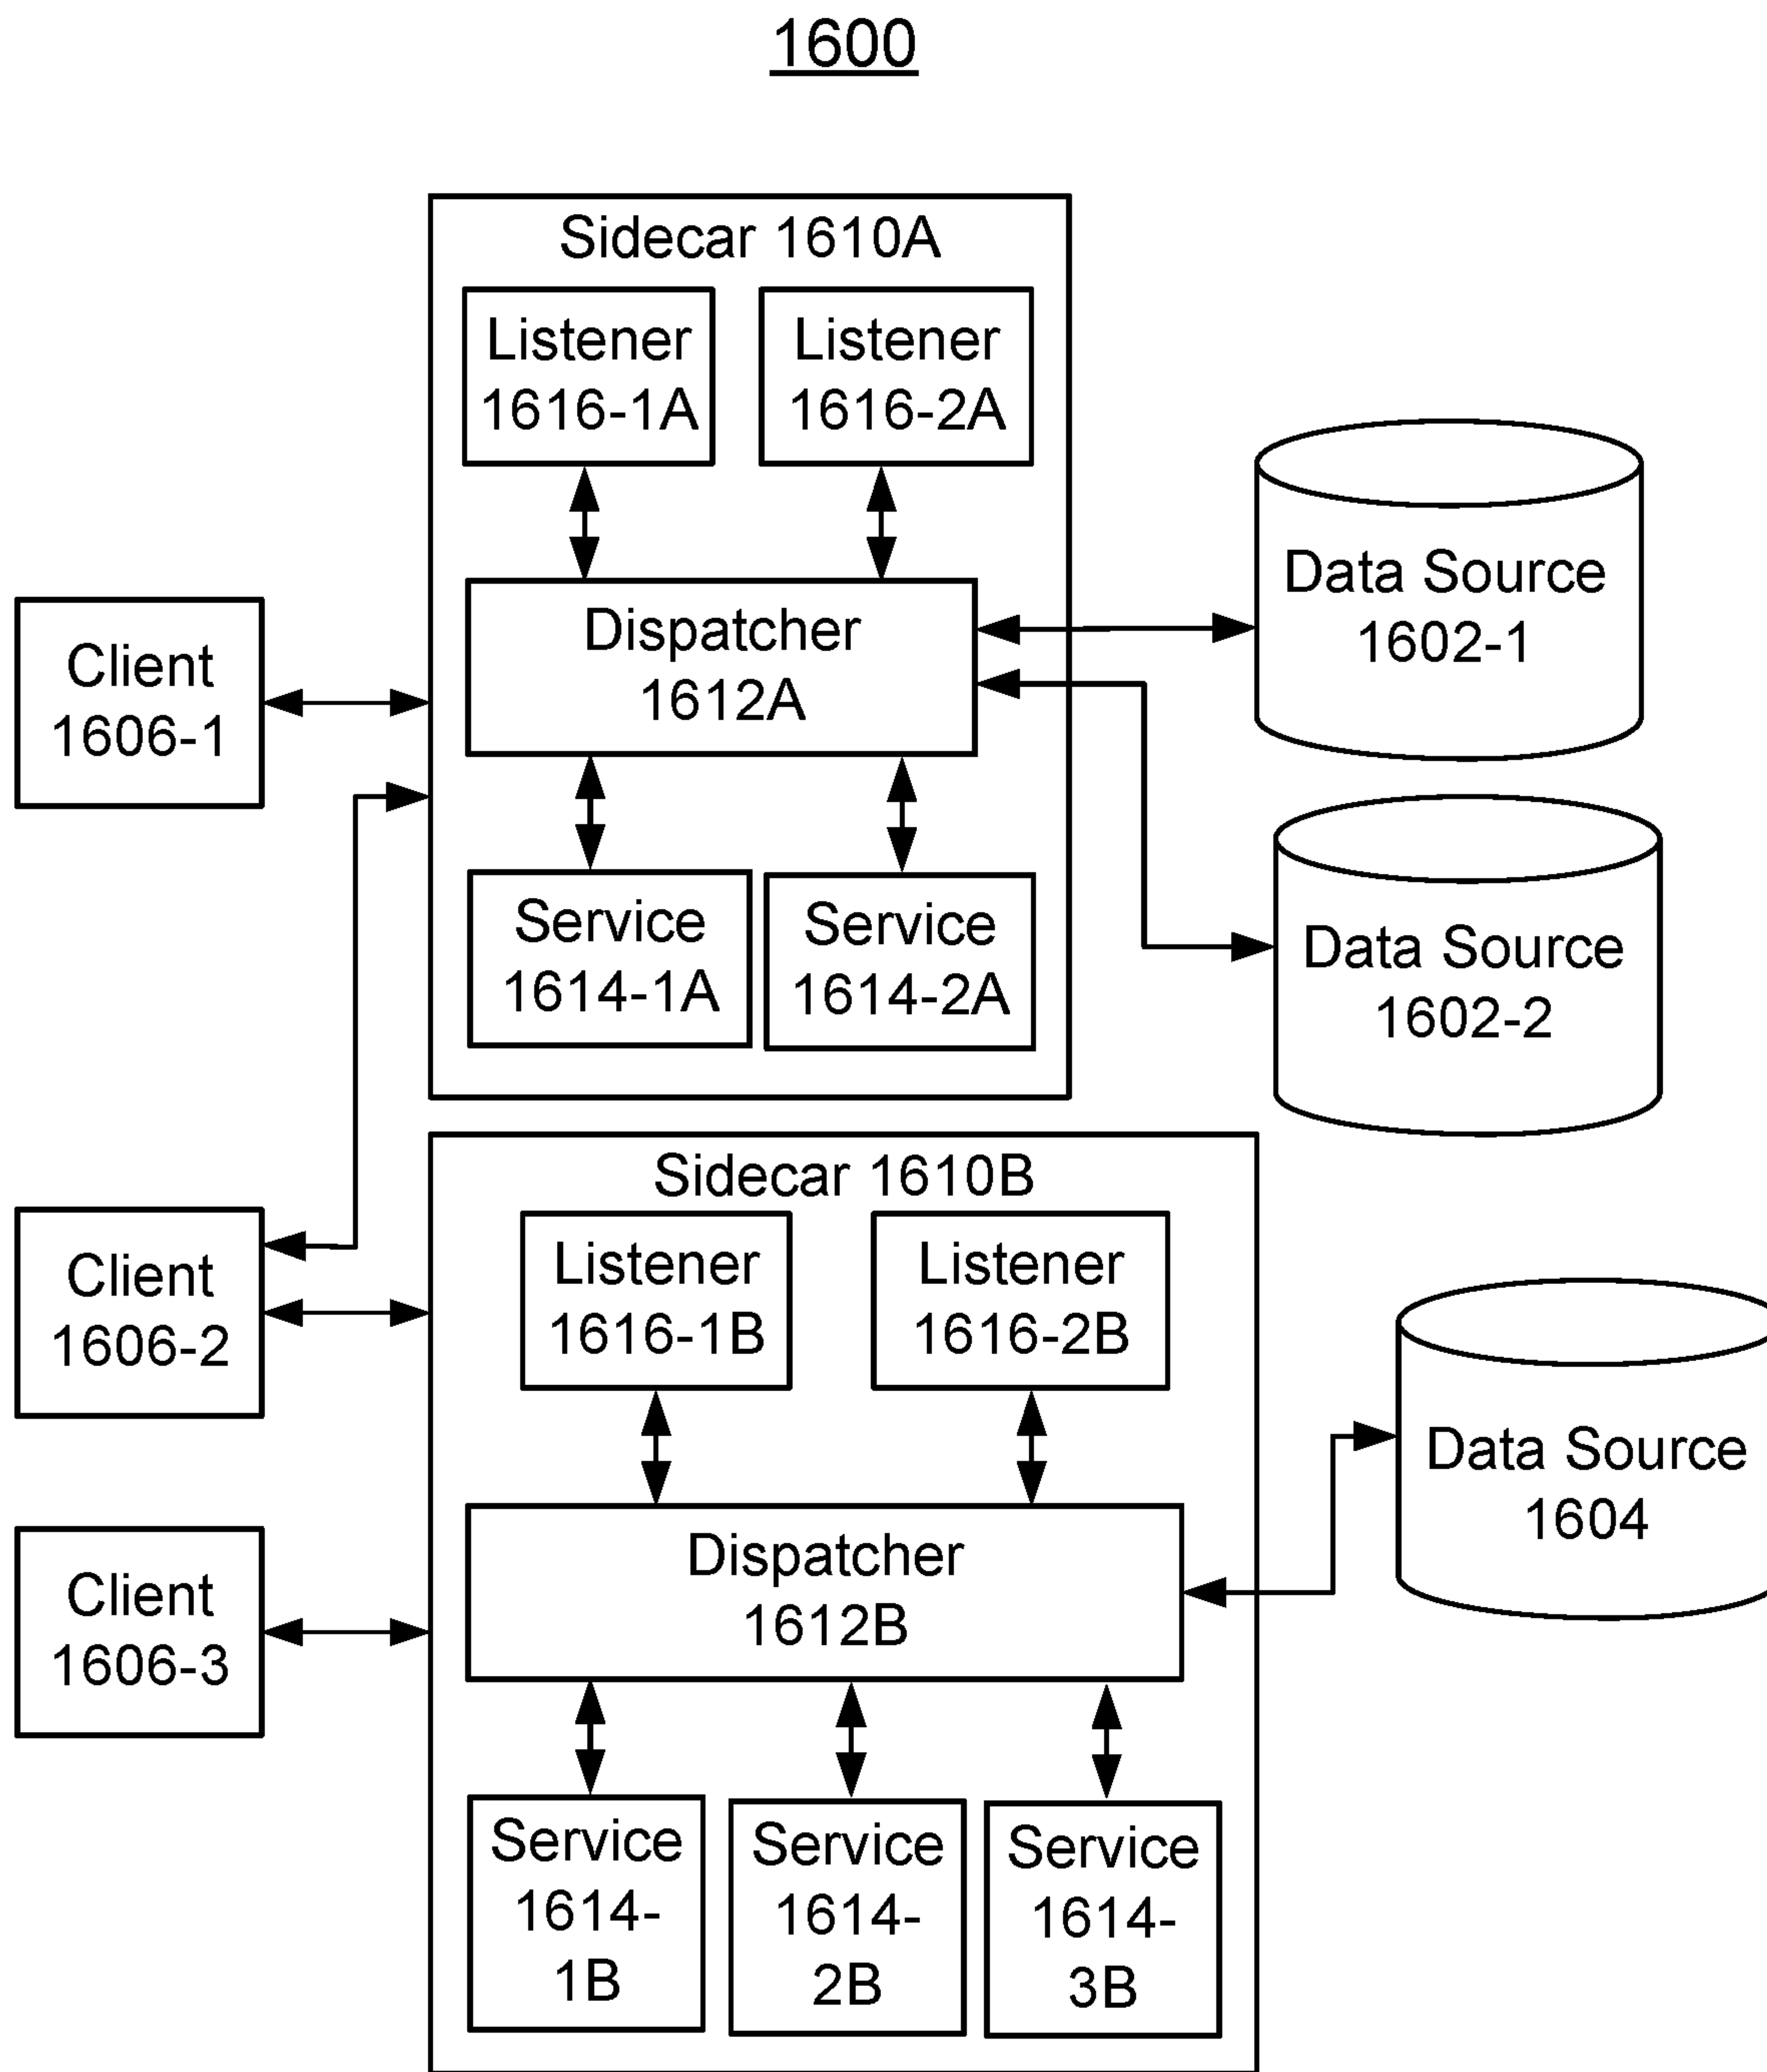 1600
Sidecar 1610A
Listener
1616-1A
Listener
1616-2A
Dispatcher
1612A
Service
1614-1A
Service
1614-2A
Client
1606-1
Data Source
1602-1
Data Source
1602-2
Sidecar 1610B
Listener
1616-1B
Listener
1616-2B
Client
1606-2
Data Source
1604
Dispatcher
1612B
Client
1606-3
Service
1614-
1B
Service
1614-
2B
Service
1614-
3B